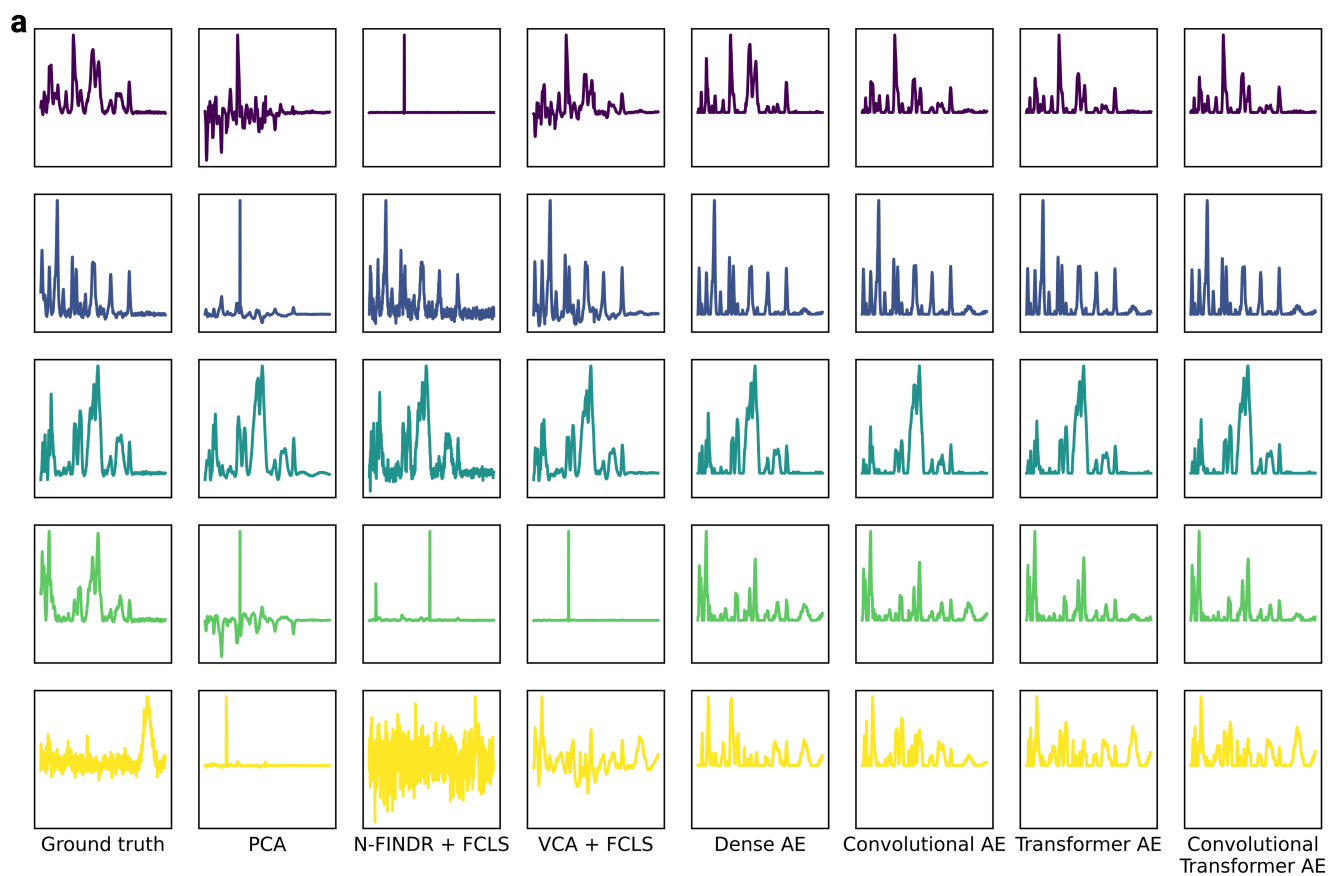 a
Ground truth
PCA
N-FINDR + FCLS
VCA + FCLS
Dense AE
Convolutional AE
Transformer AE
Convolutional
Transformer AE